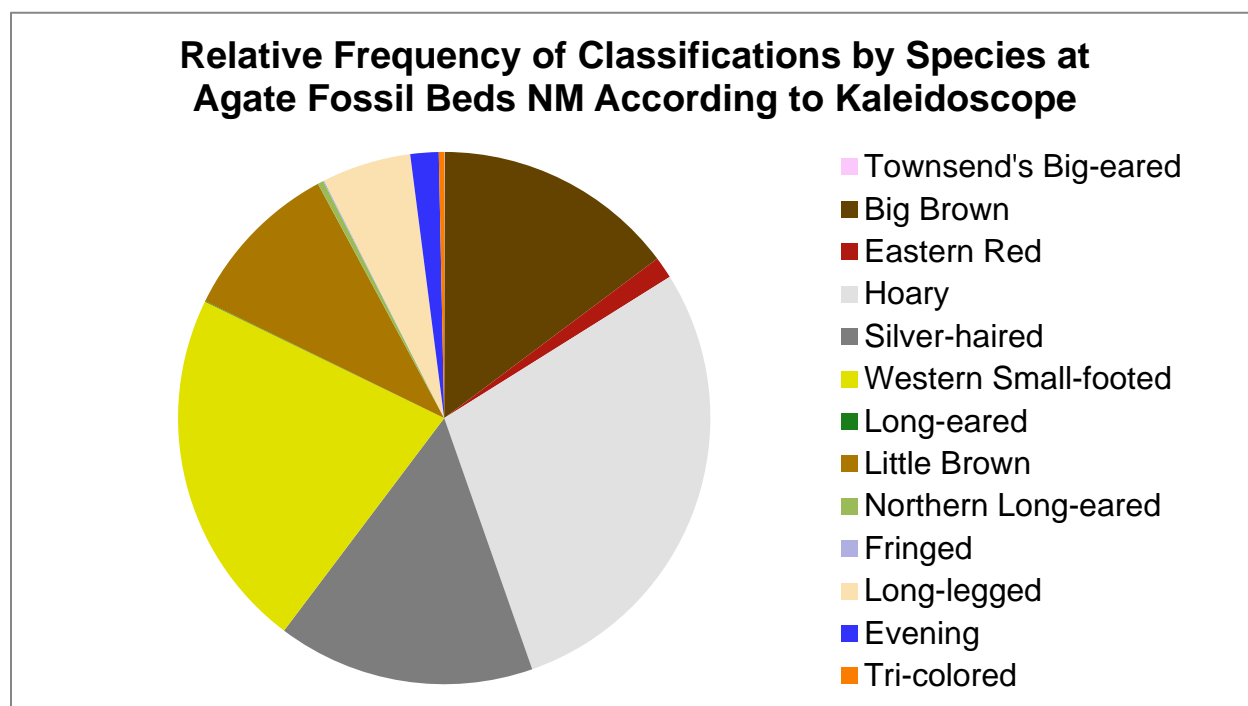 Relative Frequency of Classifications by Species at
Agate Fossil Beds NM According to Kaleidoscope
Townsend's Big-eared
Big Brown
Eastern Red
Hoary
Silver-haired
Western Small-footed
Long-eared
Little Brown
Northern Long-eared
Fringed
Long-legged
Evening
Tri-colored